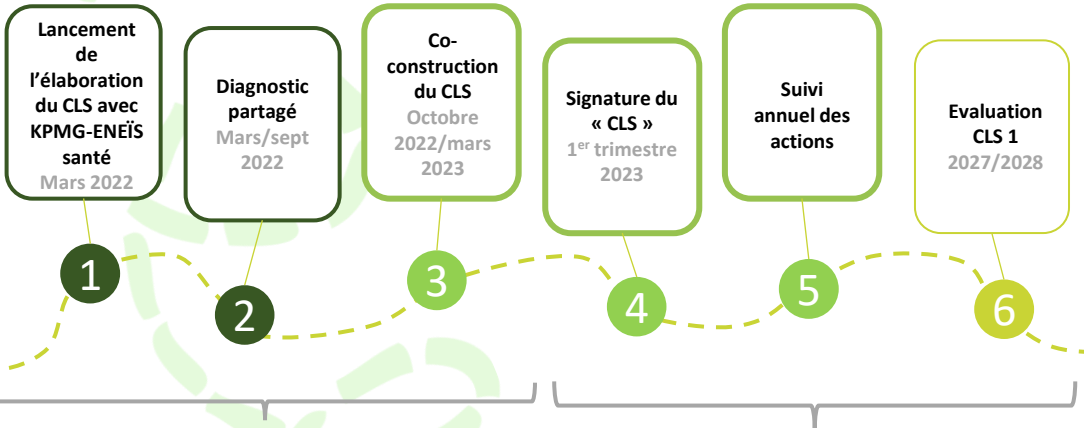 Lancement
de
l’élaboration
du CLS avec
KPMG-ENEÏS
santé
Mars 2022
Diagnostic
partagé
Mars/sept
2022
Co-
construction
du CLS
Octobre
2022/mars
2023
Signature du
« CLS »
1er trimestre
2023
Suivi
annuel des
actions
Evaluation
CLS 1
2027/2028
1
2
3
4
5
6